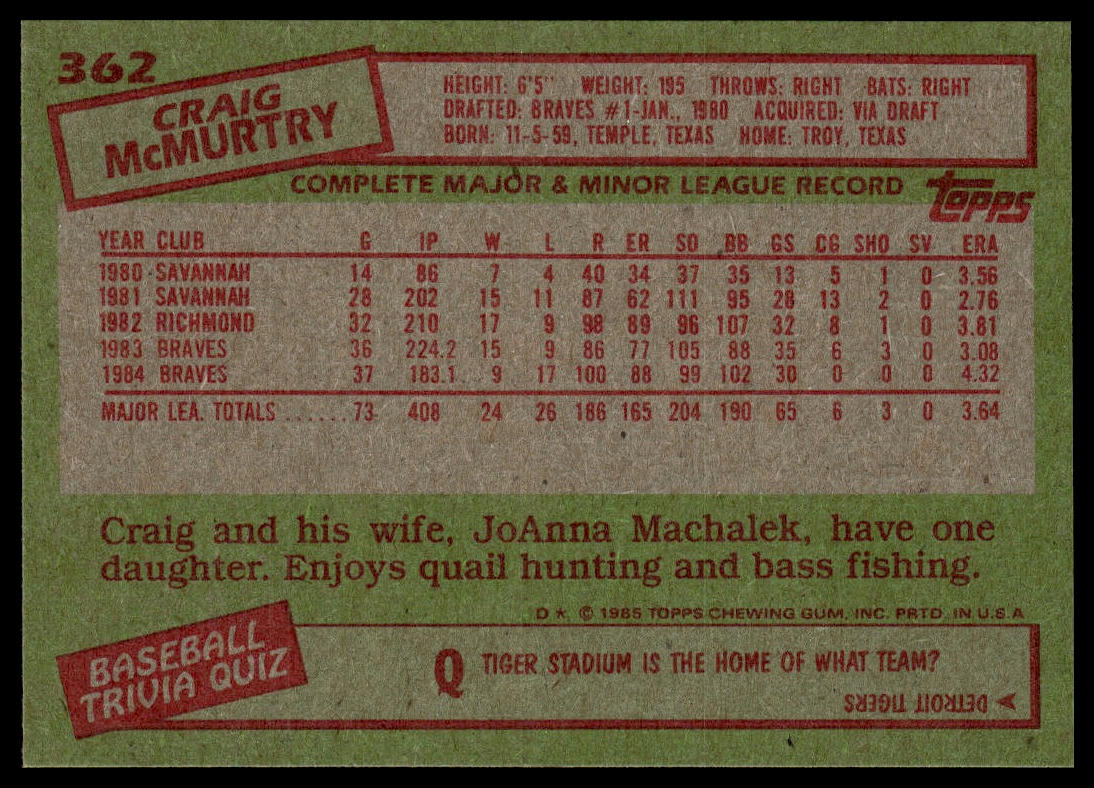 362
CRAIG
McMURTRY
HEIGHT: 6'5" WEIGHT: 195 THROWS: RIGHT BATS: RIGHT
DRAFTED: BRAVES #1-JAN., 1980 ACQUIRED: VIA DRAFT
BORN: 11-5-59, TEMPLE, TEXAS HOME: TROY, TEXAS
COMPLETE MAJOR & MINOR LEAGUE RECORD
TOPPS
YEAR CLUB G IP W L R ER SO BB GS CG SHO SV ERA
1980 SAVANNAH 14 86 7 4 40 34 37 35 13 5 1 0 3.56
1981 SAVANNAH 28 202 15 11 87 62 111 95 28 13 2 0 2.76
1982 RICHMOND 32 210 17 9 98 89 96 107 32 8 1 0 3.81
1983 BRAVES 36 224.2 15 9 86 77 105 88 35 6 3 0 3.08
1984 BRAVES 37 183.1 9 17 100 88 99 102 30 0 0 0 4.32
MAJOR LEA. TOTALS ...... 73 408 24 26 186 165 204 190 65 6 3 0 3.64
Craig and his wife, JoAnna Machalek, have one
daughter. Enjoys quail hunting and bass fishing.
D * © 1985 TOPPS CHEWING GUM, INC. PRTD. IN U.S.A
BASEBALL
TRIVIA QUIZ
Q TIGER STADIUM IS THE HOME OF WHAT TEAM?
DETROIT TIGERS